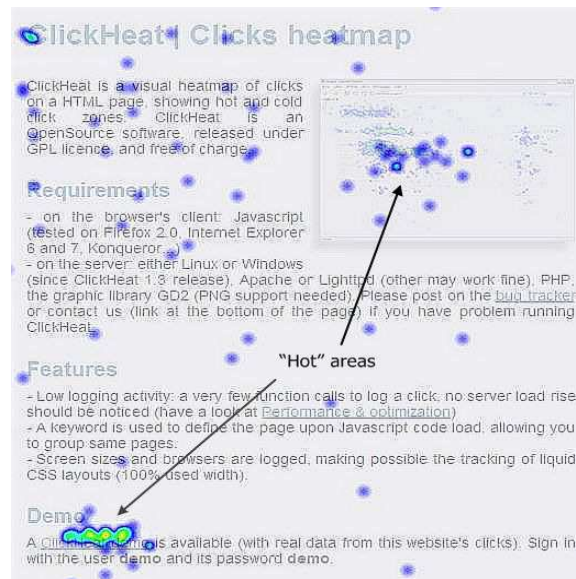 ClickHeat | Clicks heatmap
ClickHeat is a visual heatmap of clicks
on a HTML page, showing hot and cold
click zones. ClickHeat is an
OpenSource software, released under
GPL licence, and free of charge.
Requirements
- on the browser's client: Javascript
(tested on Firefox 2.0, Internet Explorer
6 and 7, Konqueror...)
- on the server: either Linux or Windows
(since ClickHeat 1.3 release), Apache or Lighttpd (other may work fine), PHP,
the graphic library GD2 (PNG support needed). Please post on the bug tracker
or contact us (link at the bottom of the page) if you have problem running
ClickHeat.
"Hot" areas
Features
- Low logging activity: a very few function calls to log a click, no server load rise
should be noticed (have a look at Performance & optimization)
- A keyword is used to define the page upon Javascript code load, allowing you
to group same pages.
- Screen sizes and browsers are logged, making possible the tracking of liquid
CSS layouts (100% used width).
Demo
A ClickHeat demo is available (with real data from this website's clicks). Sign in
with the user demo and its password demo.